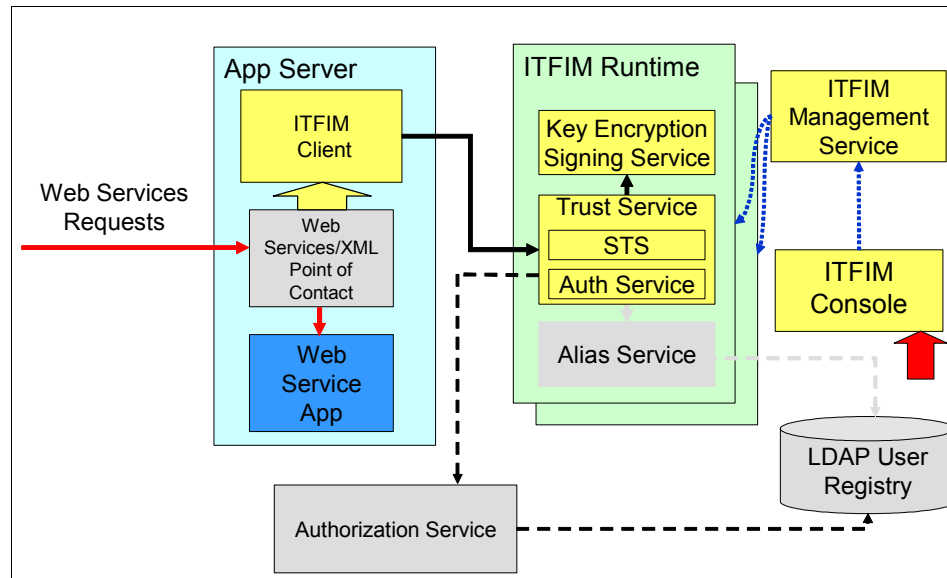 App Server
ITFIM
Client
Web Services
Requests
Web
Services/XML
Point of
Contact
Web
Service
App
ITFIM Runtime
Key Encryption
Signing Service
Trust Service
STS
Auth Service
Alias Service
ITFIM
Management
Service
ITFIM
Console
LDAP User
Registry
Authorization Service